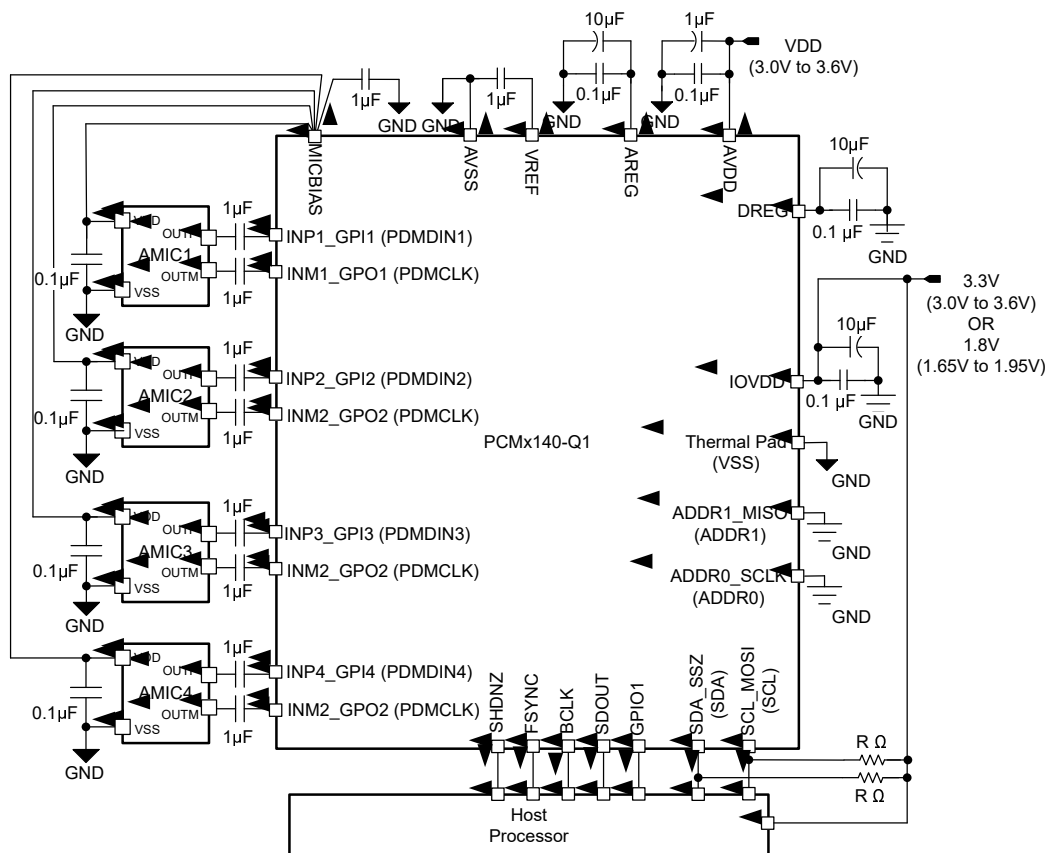 10µF
1µF
VDD
(3.0V to 3.6V)
1µF
1µF
0.1µF
0.1µF
GND
GND
GND
GND
MICBIAS
AVSS
VREF
AREG
AVDD
10µF
DREG
0.1 µF
GND
VDD
OUTP
AMIC1
OUTM
VSS
0.1µF
GND
1µF
1µF
INP1_GPI1 (PDMDIN1)
INM1_GPO1 (PDMCLK)
3.3V
(3.0V to 3.6V)
OR
1.8V
(1.65V to 1.95V)
10µF
IOVDD
0.1 µF
GND
VDD
OUTP
AMIC2
OUTM
VSS
0.1µF
GND
1µF
1µF
INP2_GPI2 (PDMDIN2)
INM2_GPO2 (PDMCLK)
PCMx140-Q1
Thermal Pad
(VSS)
GND
VDD
OUTP
AMIC3
OUTM
VSS
0.1µF
GND
1µF
1µF
INP3_GPI3 (PDMDIN3)
INM2_GPO2 (PDMCLK)
ADDR1_MISO
(ADDR1)
GND
ADDR0_SCLK
(ADDR0)
GND
VDD
OUTP
AMIC4
OUTM
VSS
0.1µF
GND
1µF
1µF
INP4_GPI4 (PDMDIN4)
INM2_GPO2 (PDMCLK)
SHDNZ
FSYNC
BCLK
SDOUT
GPIO1
SDA_SSZ
(SDA)
SCL_MOSI
(SCL)
R Ω
R Ω
Host
Processor